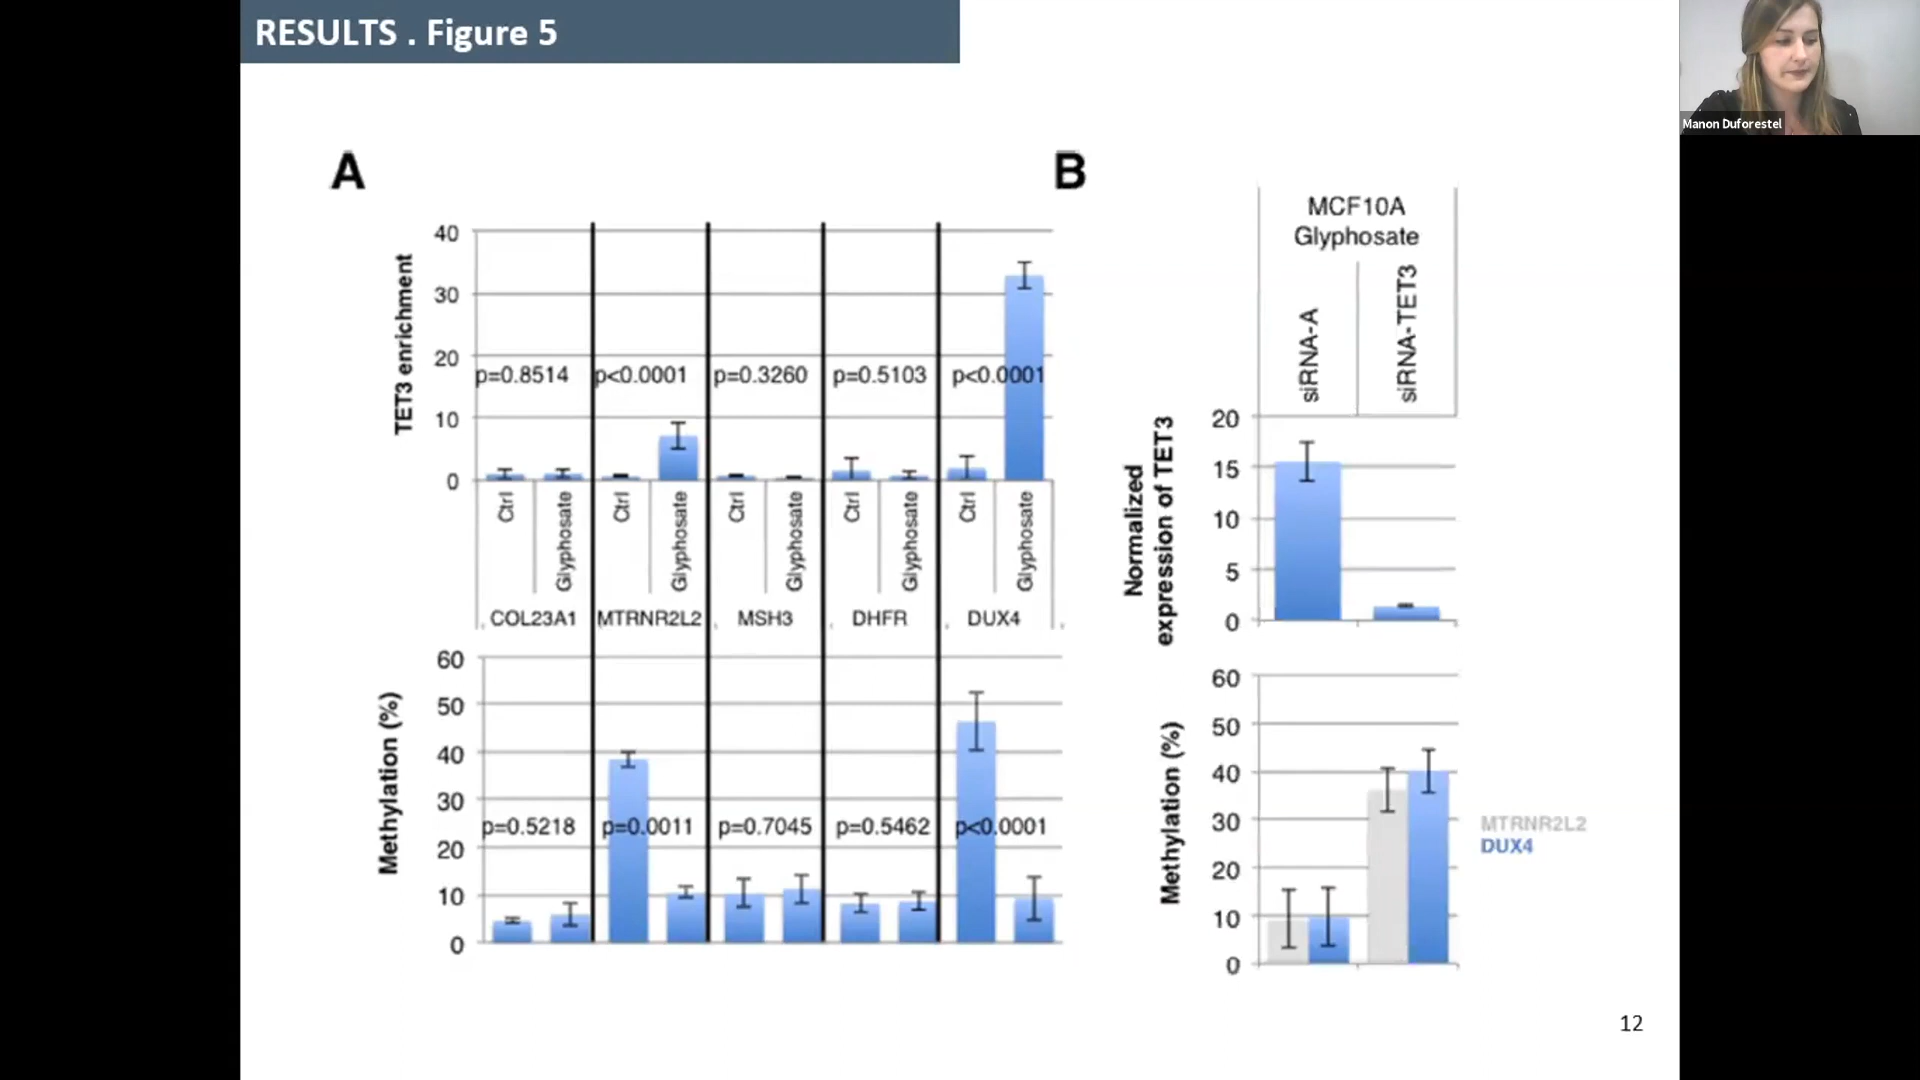 RESULTS . Figure 5
Manon Duforestel
A
TET3 enrichment
40
30
20
10
0
p=0.8514
p<0.0001
p=0.3260
p=0.5103
p<0.0001
Ctrl
Glyphosate
Ctrl
Glyphosate
Ctrl
Glyphosate
Ctrl
Glyphosate
Ctrl
Glyphosate
COL23A1
MTRNR2L2
MSH3
DHFR
DUX4
Methylation (%)
60
50
40
30
20
10
0
p=0.5218
p=0.0011
p=0.7045
p=0.5462
p<0.0001
B
MCF10A
Glyphosate
siRNA-A
siRNA-TET3
Normalized
expression of TET3
20
15
10
5
0
Methylation (%)
60
50
40
30
20
10
0
MTRNR2L2
DUX4
12